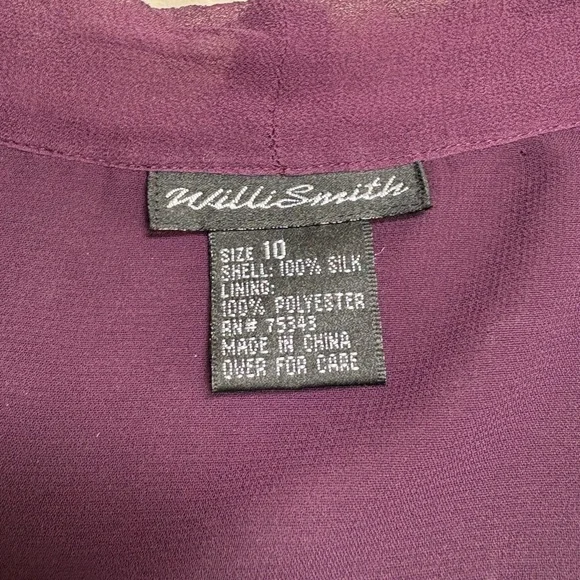 WilliSmith
SIZE 10
SHELL: 100% SILK
LINING:
100% POLYESTER
RN# 75343
MADE IN CHINA
OVER FOR CARE